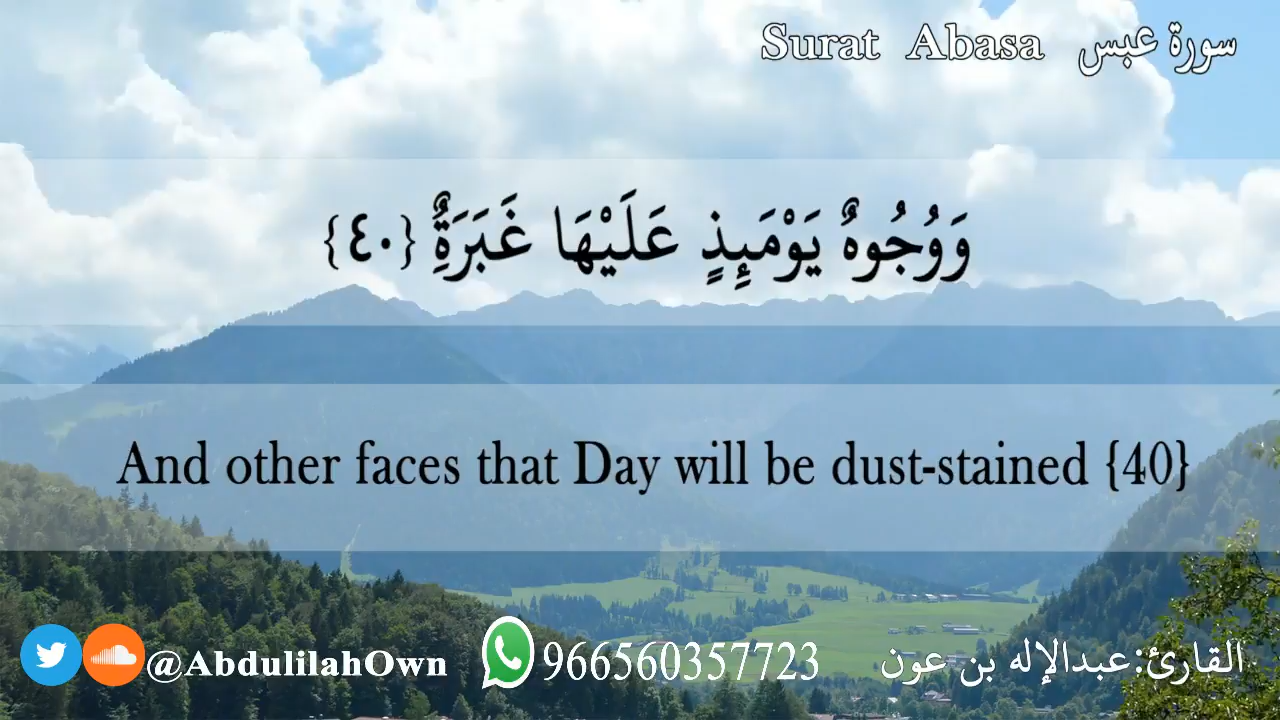 Surat Abasa سورة عبس
وَوُجُوهٌ يَوْمَئِذٍ عَلَيْهَا غَبَرَةٌ {٤٠}
And other faces that Day will be dust-stained {40}
@AbdulilahOwn 966560357723 القارئ:عبدالإله بن عون